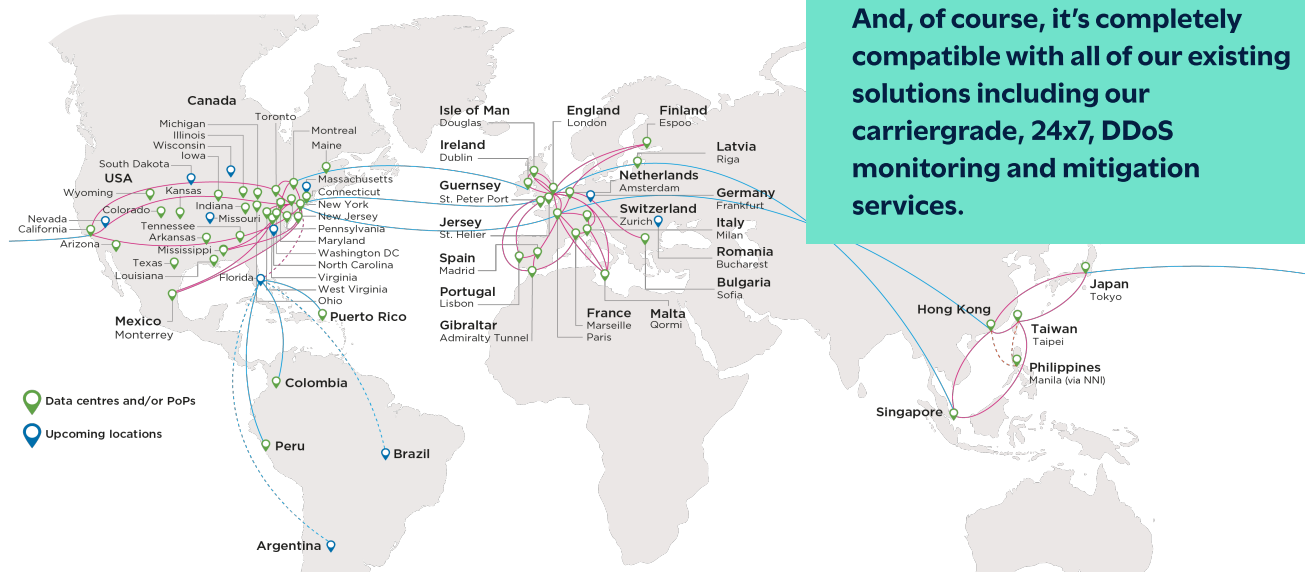 And, of course, it's completely
compatible with all of our existing
solutions including our
carriergrade, 24x7, DDoS
monitoring and mitigation
services.
Canada
Toronto
Michigan
Illinois
Wisconsin
Iowa
South Dakota
USA
Wyoming
Kansas
Colorado
Indiana
Nevada
California
Missouri
Tennessee
Arkansas
Arizona
Mississippi
Texas
Louisiana
Florida
Montreal
Maine
Massachusetts
Connecticut
New York
New Jersey
Pennsylvania
Maryland
Washington DC
North Carolina
Virginia
West Virginia
Ohio
Mexico
Monterrey
Puerto Rico
Colombia
Peru
Brazil
Argentina
Data centres and/or PoPs
Upcoming locations
Isle of Man
Douglas
Ireland
Dublin
Guernsey
St. Peter Port
Jersey
St. Helier
Spain
Madrid
Portugal
Lisbon
Gibraltar
Admiralty Tunnel
England
London
Finland
Espoo
Latvia
Riga
Netherlands
Amsterdam
Germany
Frankfurt
Switzerland
Zurich
Italy
Milan
Romania
Bucharest
Bulgaria
Sofia
France
Marseille
Paris
Malta
Qormi
Hong Kong
Japan
Tokyo
Taiwan
Taipei
Philippines
Manila (via NNI)
Singapore